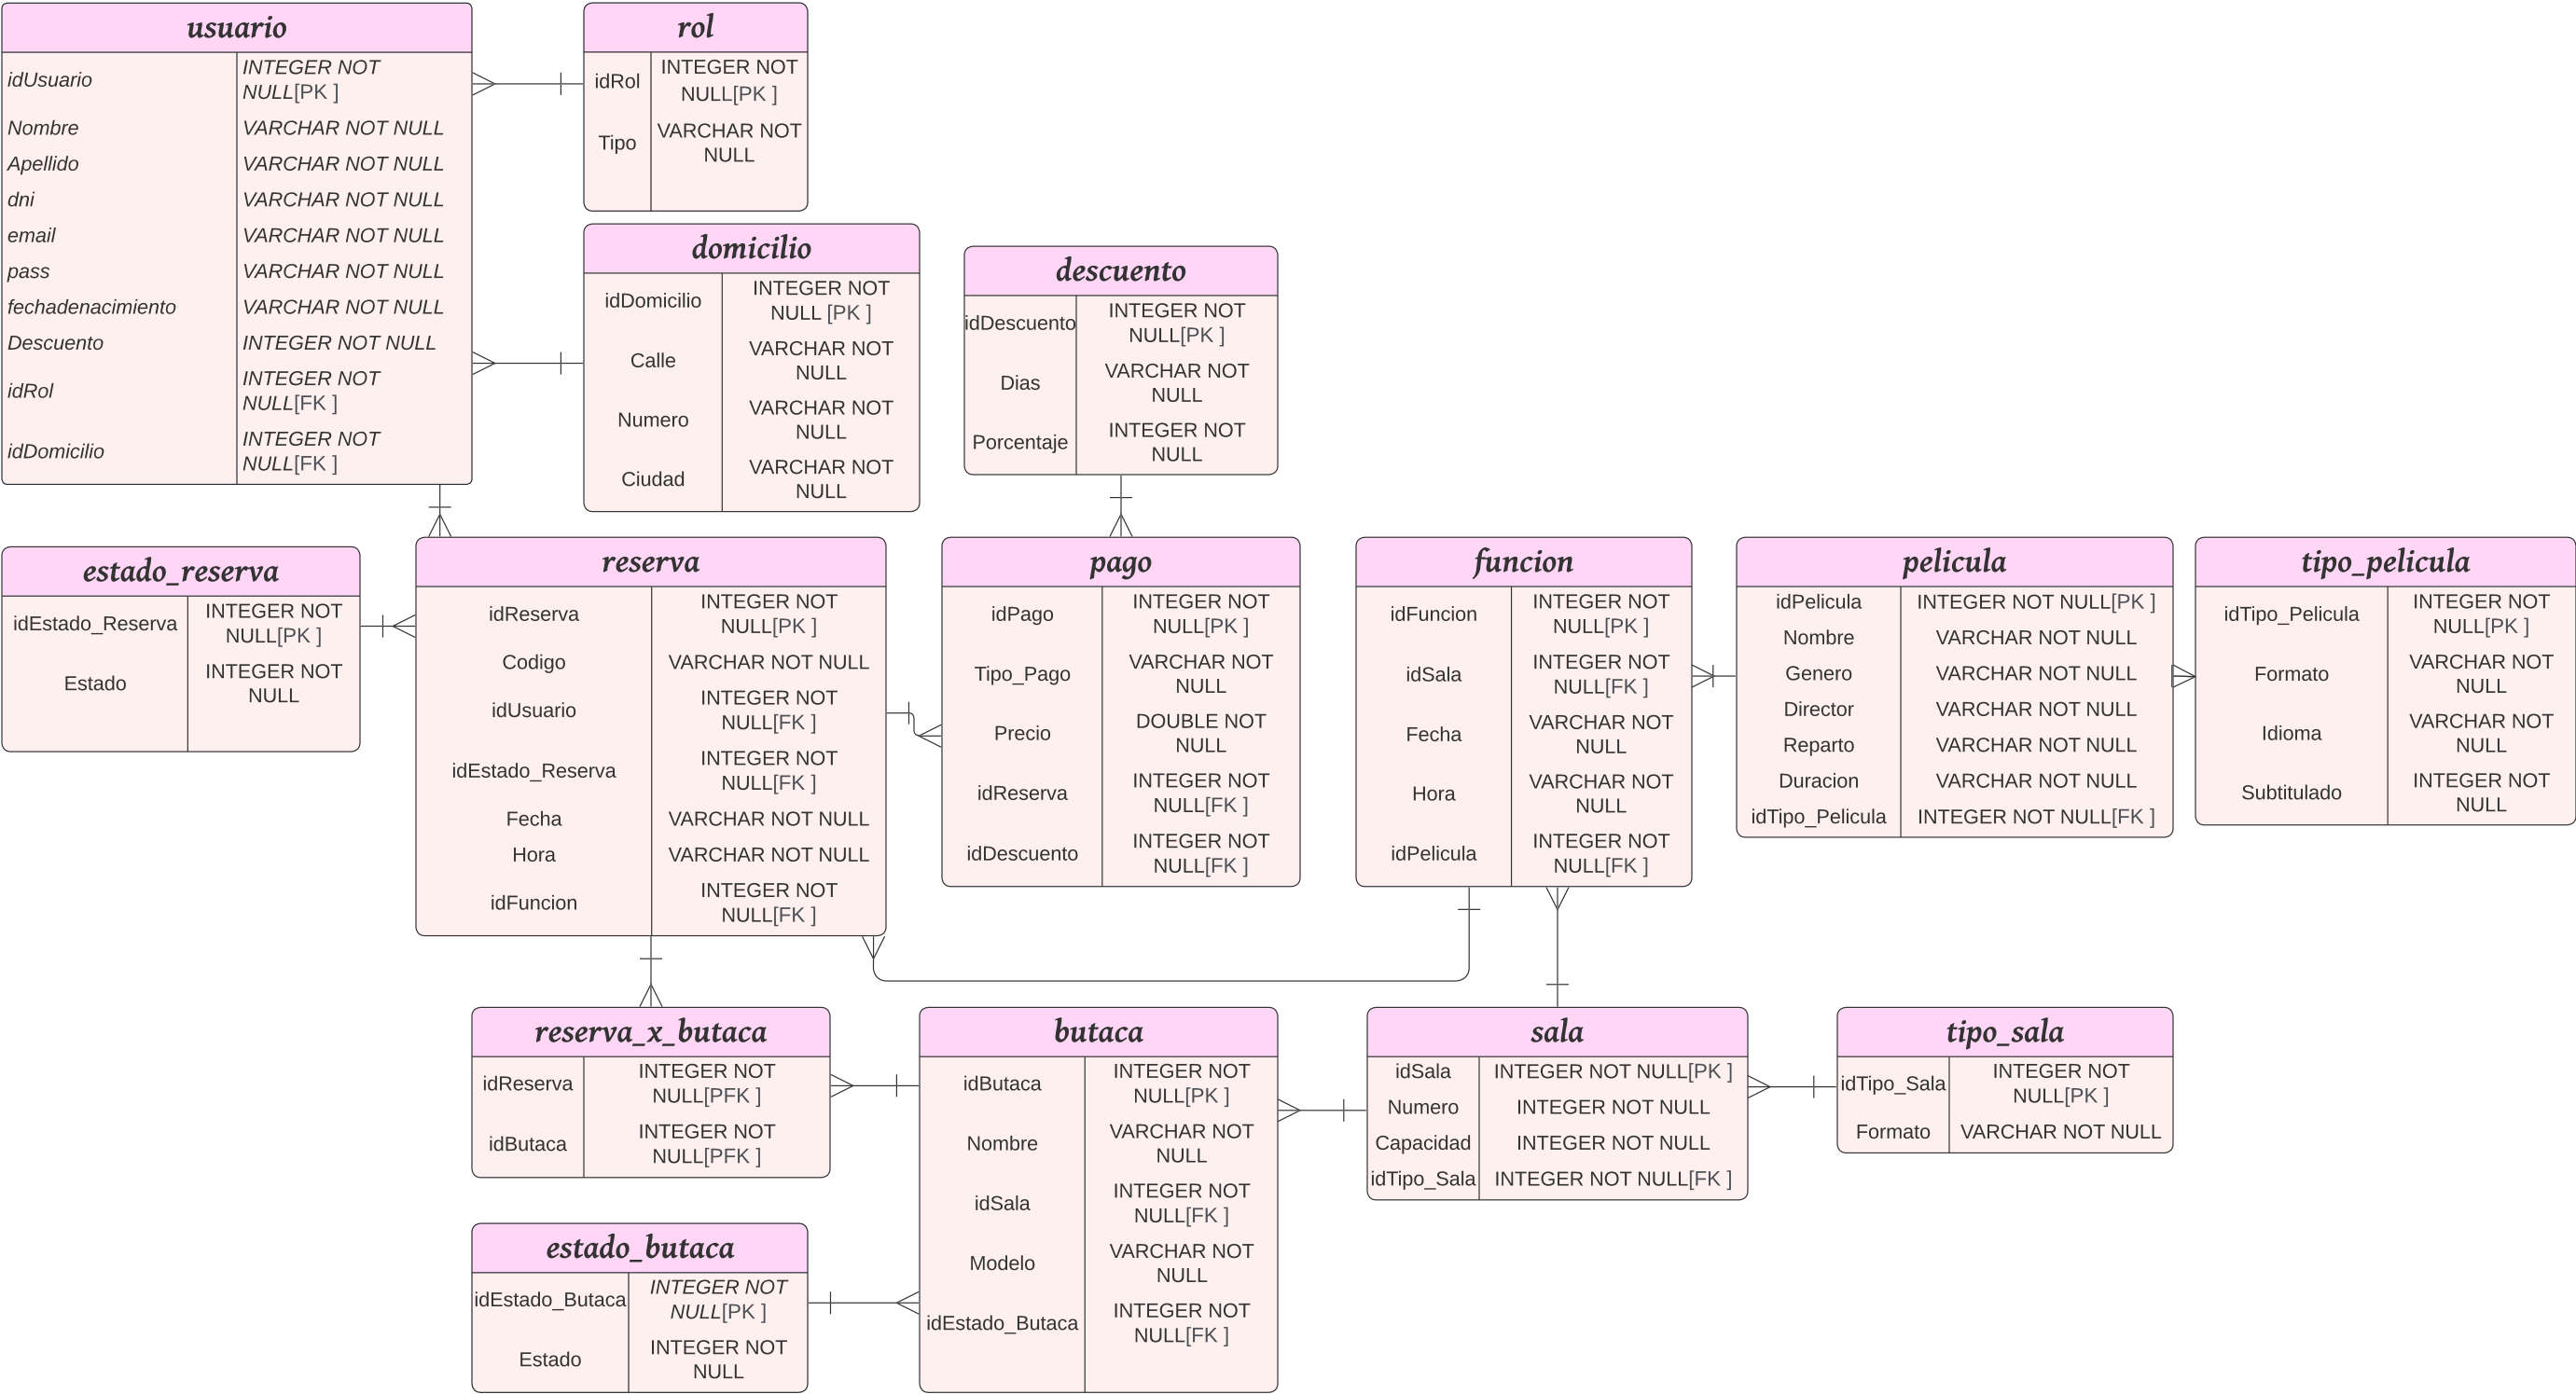 usuario
idUsuario
INTEGER NOT
NULL[PK ]
Nombre
VARCHAR NOT NULL
Apellido
VARCHAR NOT NULL
dni
VARCHAR NOT NULL
email
VARCHAR NOT NULL
pass
VARCHAR NOT NULL
fechadenacimiento
VARCHAR NOT NULL
Descuento
INTEGER NOT NULL
idRol
INTEGER NOT
NULL[FK ]
idDomicilio
INTEGER NOT
NULL[FK ]
rol
idRol
INTEGER NOT
NULL[PK ]
Tipo
VARCHAR NOT
NULL
domicilio
idDomicilio
INTEGER NOT
NULL [PK ]
Calle
VARCHAR NOT
NULL
Numero
VARCHAR NOT
NULL
Ciudad
VARCHAR NOT
NULL
descuento
idDescuento
INTEGER NOT
NULL[PK ]
Dias
VARCHAR NOT
NULL
Porcentaje
INTEGER NOT
NULL
estado_reserva
idEstado_Reserva
INTEGER NOT
NULL[PK ]
Estado
INTEGER NOT
NULL
reserva
idReserva
INTEGER NOT
NULL[PK ]
Codigo
VARCHAR NOT NULL
idUsuario
INTEGER NOT
NULL[FK ]
idEstado_Reserva
INTEGER NOT
NULL[FK ]
Fecha
VARCHAR NOT NULL
Hora
VARCHAR NOT NULL
idFuncion
INTEGER NOT
NULL[FK ]
pago
idPago
INTEGER NOT
NULL[PK ]
Tipo_Pago
VARCHAR NOT
NULL
Precio
DOUBLE NOT
NULL
idReserva
INTEGER NOT
NULL[FK ]
idDescuento
INTEGER NOT
NULL[FK ]
funcion
idFuncion
INTEGER NOT
NULL[PK ]
idSala
INTEGER NOT
NULL[FK ]
Fecha
VARCHAR NOT
NULL
Hora
VARCHAR NOT
NULL
idPelicula
INTEGER NOT
NULL[FK ]
pelicula
idPelicula
INTEGER NOT NULL[PK ]
Nombre
VARCHAR NOT NULL
Genero
VARCHAR NOT NULL
Director
VARCHAR NOT NULL
Reparto
VARCHAR NOT NULL
Duracion
VARCHAR NOT NULL
idTipo_Pelicula
INTEGER NOT NULL[FK ]
tipo_pelicula
idTipo_Pelicula
INTEGER NOT
NULL[PK ]
Formato
VARCHAR NOT
NULL
Idioma
VARCHAR NOT
NULL
Subtitulado
INTEGER NOT
NULL
reserva_x_butaca
idReserva
INTEGER NOT
NULL[PFK ]
idButaca
INTEGER NOT
NULL[PFK ]
butaca
idButaca
INTEGER NOT
NULL[PK ]
Nombre
VARCHAR NOT
NULL
idSala
INTEGER NOT
NULL[FK ]
Modelo
VARCHAR NOT
NULL
idEstado_Butaca
INTEGER NOT
NULL[FK ]
sala
idSala
INTEGER NOT NULL[PK ]
Numero
INTEGER NOT NULL
Capacidad
INTEGER NOT NULL
idTipo_Sala
INTEGER NOT NULL[FK ]
tipo_sala
idTipo_Sala
INTEGER NOT
NULL[PK ]
Formato
VARCHAR NOT NULL
estado_butaca
idEstado_Butaca
INTEGER NOT
NULL[PK ]
Estado
INTEGER NOT
NULL